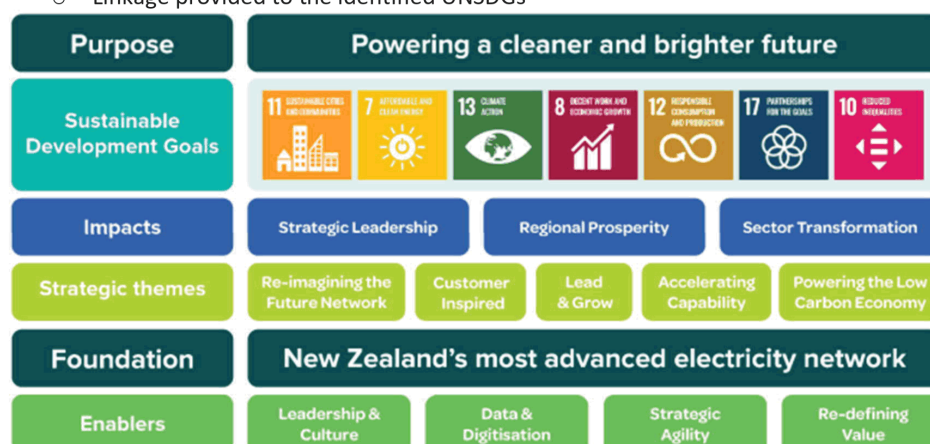 ○ Linkage provided to the identified UNSDGs
Purpose
Powering a cleaner and brighter future
Sustainable
Development Goals
11 SUSTAINABLE CITIES
AND COMMUNITIES
7 AFFORDABLE AND
CLEAN ENERGY
13 CLIMATE
ACTION
8 DECENT WORK AND
ECONOMIC GROWTH
12 RESPONSIBLE
CONSUMPTION
AND PRODUCTION
17 PARTNERSHIPS
FOR THE GOALS
10 REDUCED
INEQUALITIES
Impacts
Strategic Leadership
Regional Prosperity
Sector Transformation
Strategic themes
Re-imagining the
Future Network
Customer
Inspired
Lead
& Grow
Accelerating
Capability
Powering the Low
Carbon Economy
Foundation
New Zealand's most advanced electricity network
Enablers
Leadership &
Culture
Data &
Digitisation
Strategic
Agility
Re-defining
Value